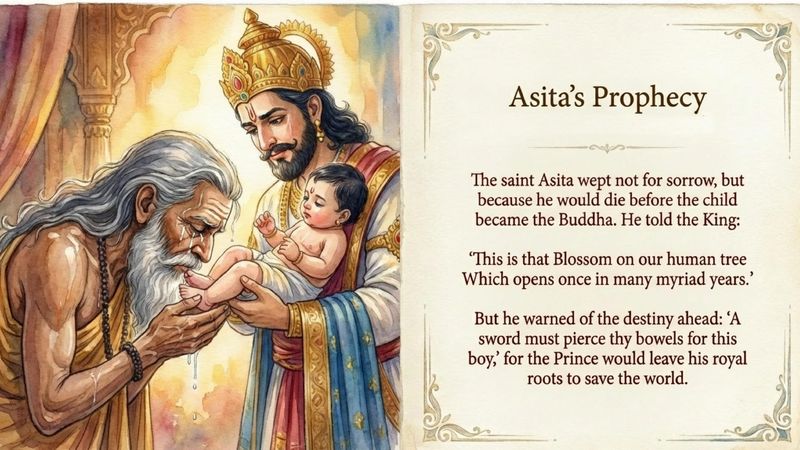 Asita’s Prophecy
The saint Asita wept not for sorrow, but
because he would die before the child
became the Buddha. He told the King:
‘This is that Blossom on our human tree
Which opens once in many myriad years.’
But he warned of the destiny ahead: ‘A
sword must pierce thy bowels for this
boy,’ for the Prince would leave his royal
roots to save the world.